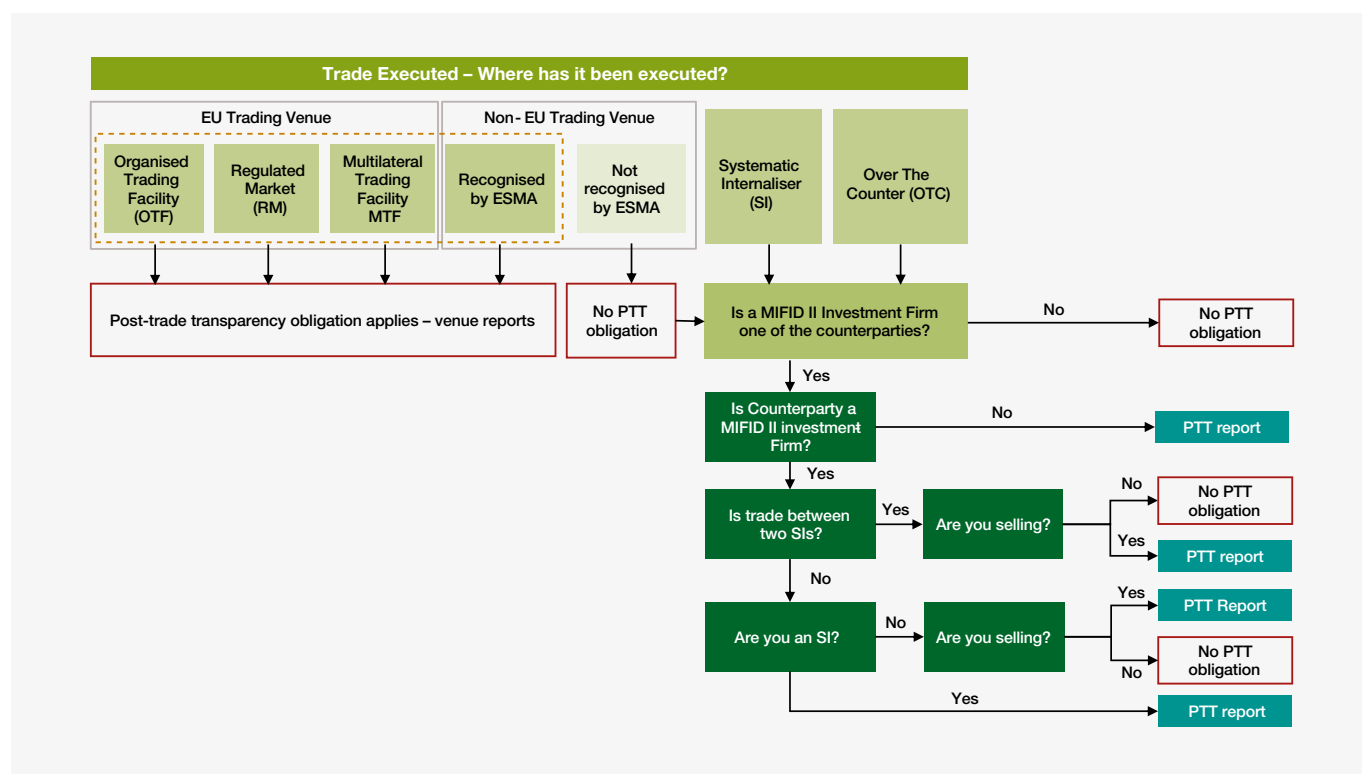 Trade Executed – Where has it been executed?
EU Trading Venue
Non- EU Trading Venue
Organised
Trading
Facility
(OTF)
Regulated
Market
(RM)
Multilateral
Trading
Facility
MTF
Recognised
by ESMA
Not
recognised
by ESMA
Systematic
Internaliser
(SI)
Over The
Counter (OTC)
Post-trade transparency obligation applies – venue reports
No PTT
obligation
Is a MIFID II Investment Firm
one of the counterparties?
No
No PTT
obligation
Yes
Is Counterparty a
MIFID II investment
Firm?
No
PTT report
Yes
Is trade between
two SIs?
Yes
Are you selling?
No
No PTT
obligation
Yes
PTT report
No
Are you an SI?
No
Are you selling?
Yes
PTT Report
No
No PTT
obligation
Yes
PTT report